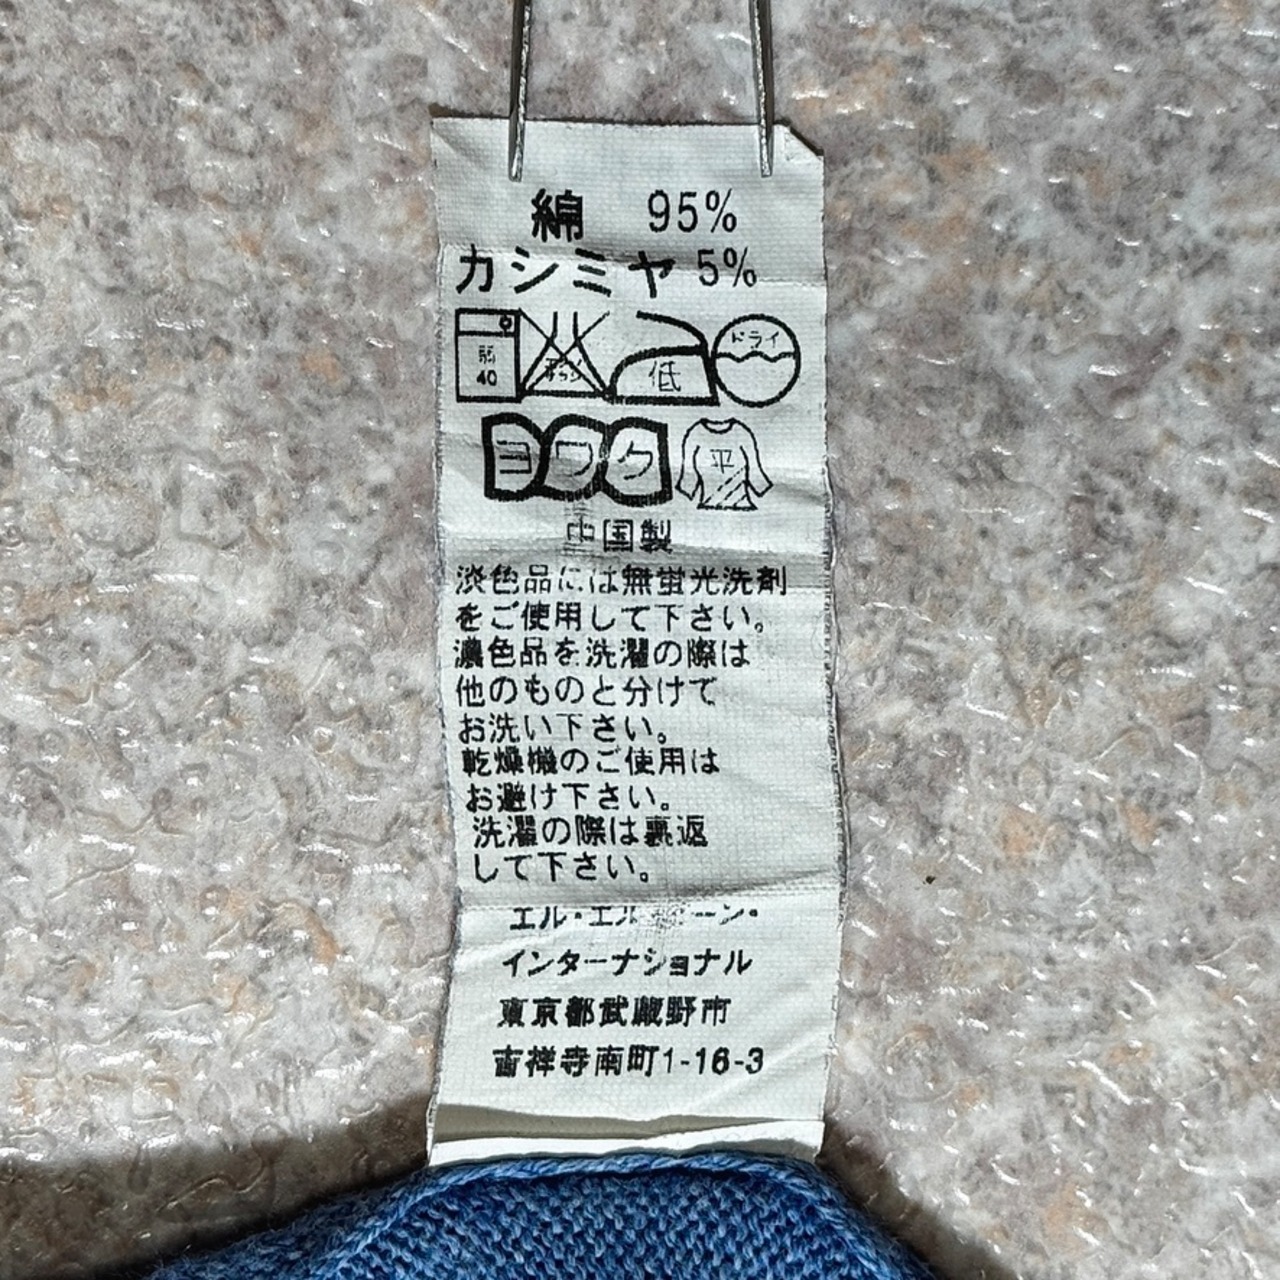 綿 95%
カシミヤ 5%
弱
40
低
ドライ
ヨワク
平
中国製
淡色品には無蛍光洗剤
をご使用して下さい。
濃色品を洗濯の際は
他のものと分けて
お洗い下さい。
乾燥機のご使用は
お避け下さい。
洗濯の際は裏返
して下さい。
エル・エル
インターナショナル
東京都武蔵野市
吉祥寺南町1-16-3